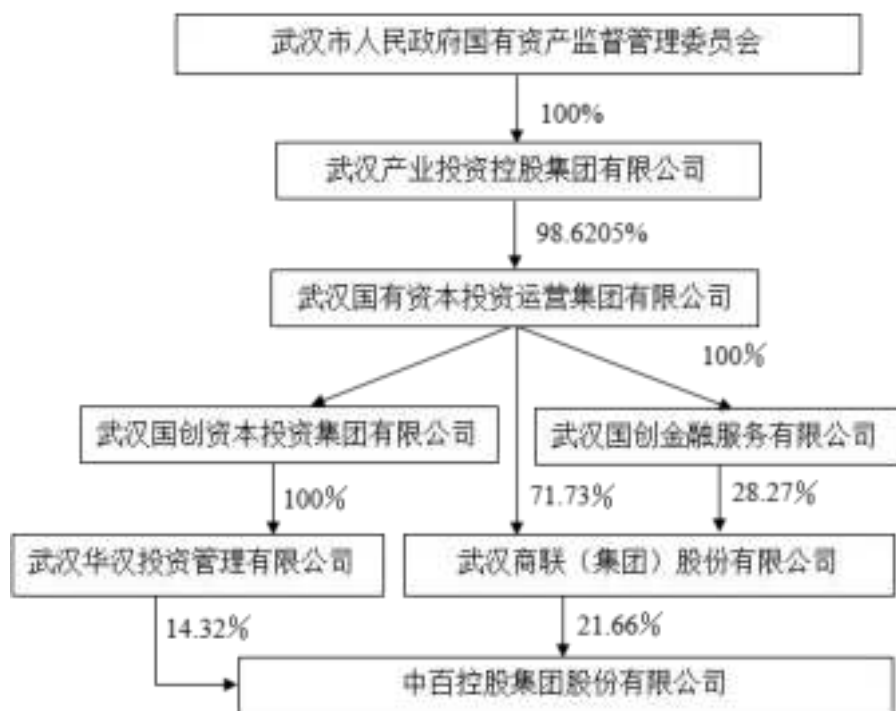 武汉市人民政府国有资产监督管理委员会
100%
武汉产业投资控股集团有限公司
98.6205%
武汉国有资本投资运营集团有限公司
100%
武汉国创资本投资集团有限公司
武汉国创金融服务有限公司
100%
71.73%
28.27%
武汉华汉投资管理有限公司
武汉商联（集团）股份有限公司
14.32%
21.66%
中百控股集团股份有限公司